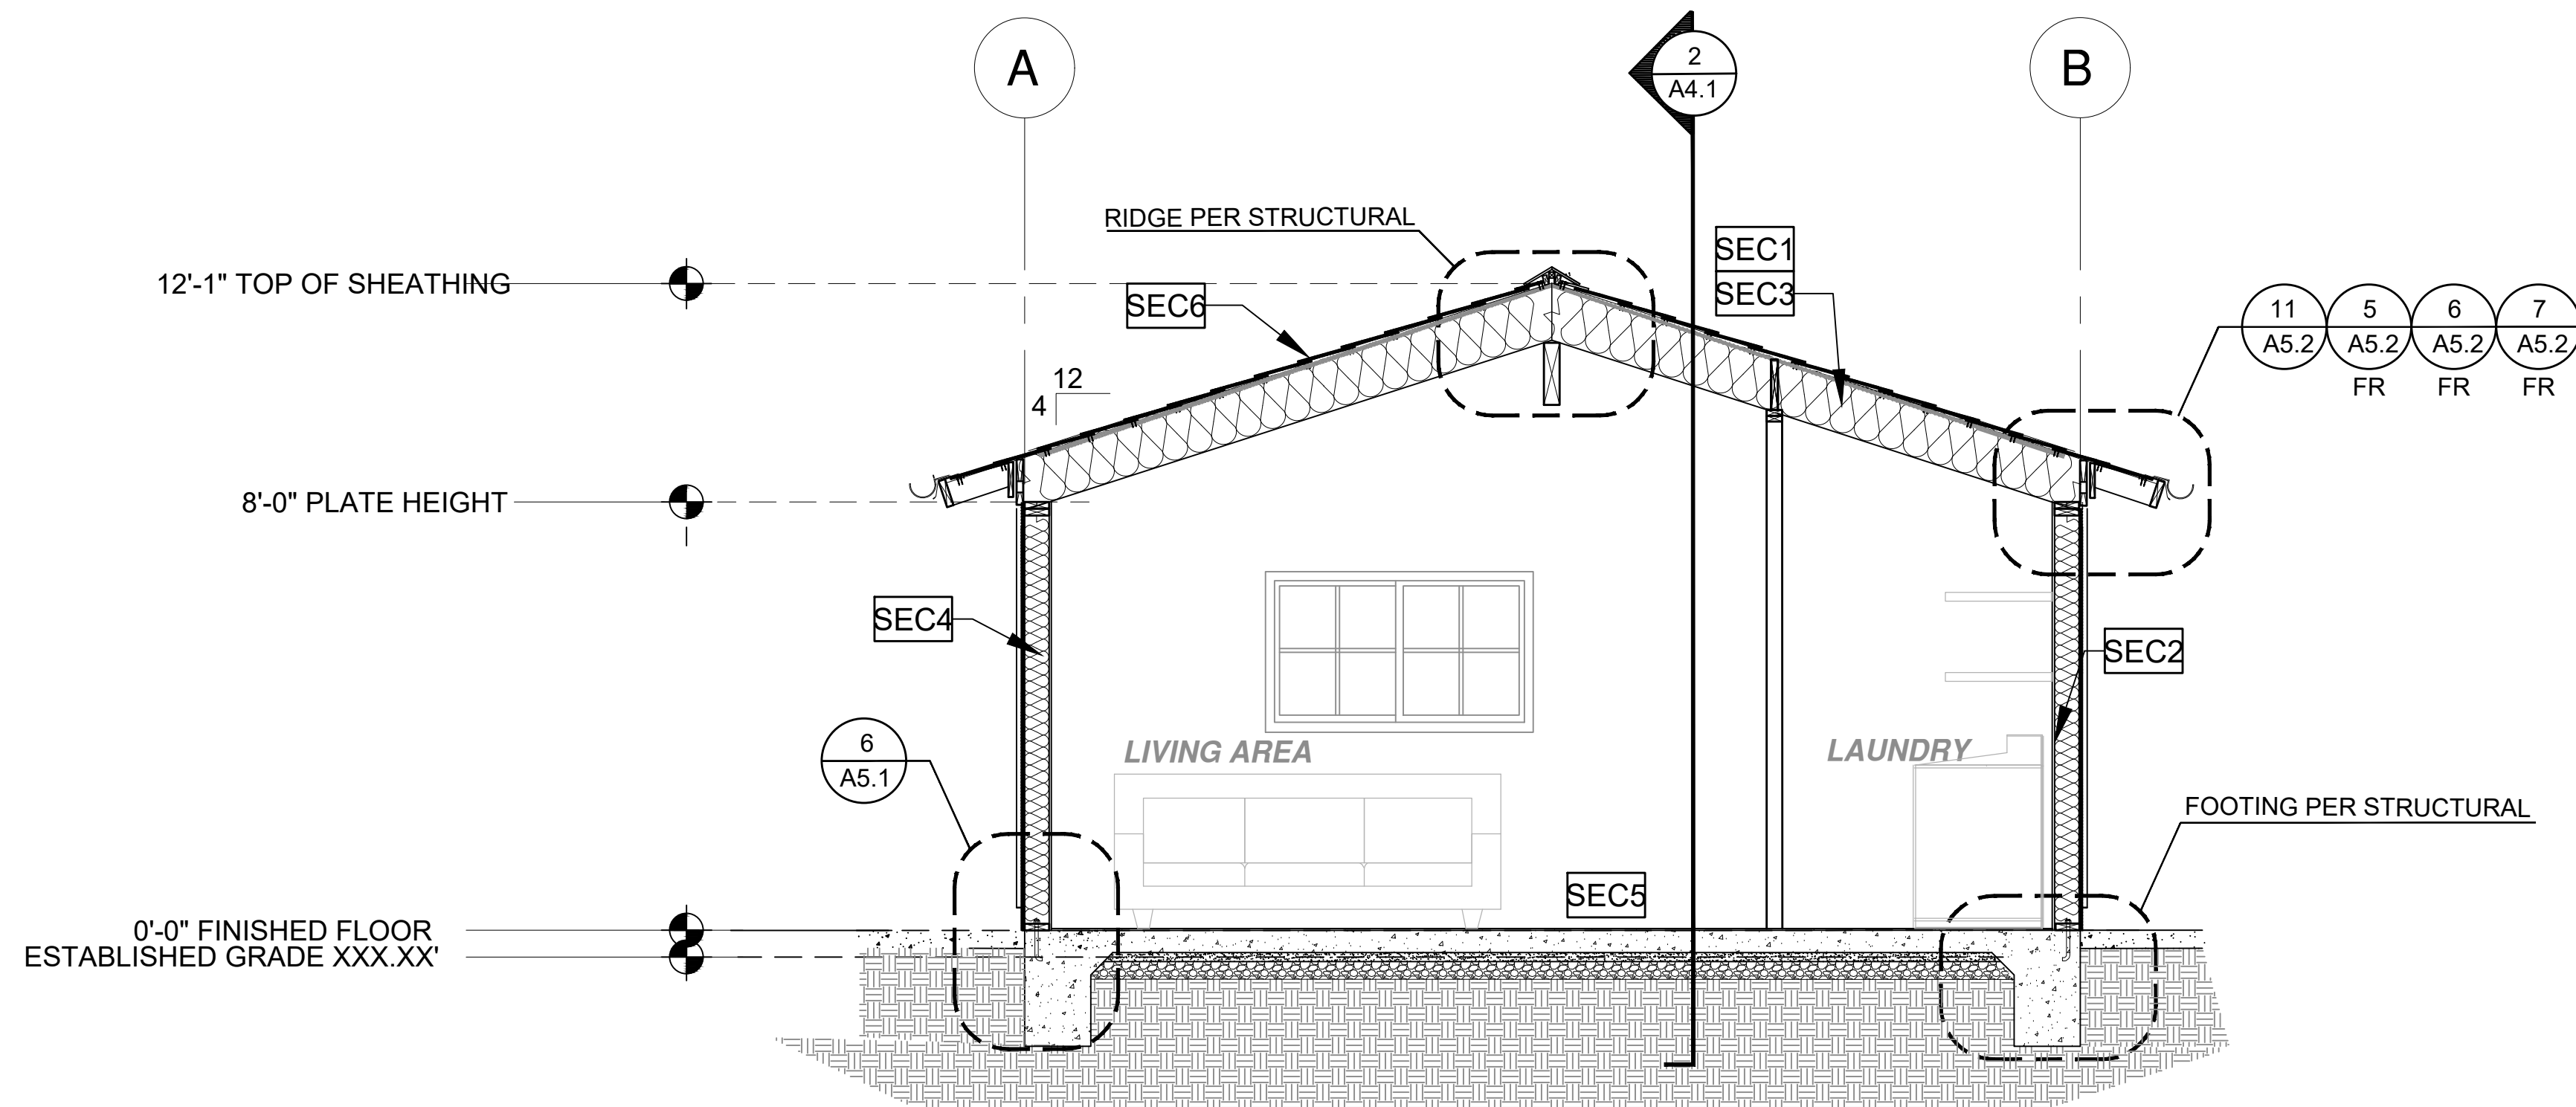 A
B
2
A4.1
RIDGE PER STRUCTURAL
SEC1
SEC3
12'-1" TOP OF SHEATHING
SEC6
11
A5.2
5
A5.2
FR
6
A5.2
FR
7
A5.2
FR
12
4
8'-0" PLATE HEIGHT
SEC4
SEC2
6
A5.1
LIVING AREA
LAUNDRY
FOOTING PER STRUCTURAL
SEC5
0'-0" FINISHED FLOOR
ESTABLISHED GRADE XXX.XX'